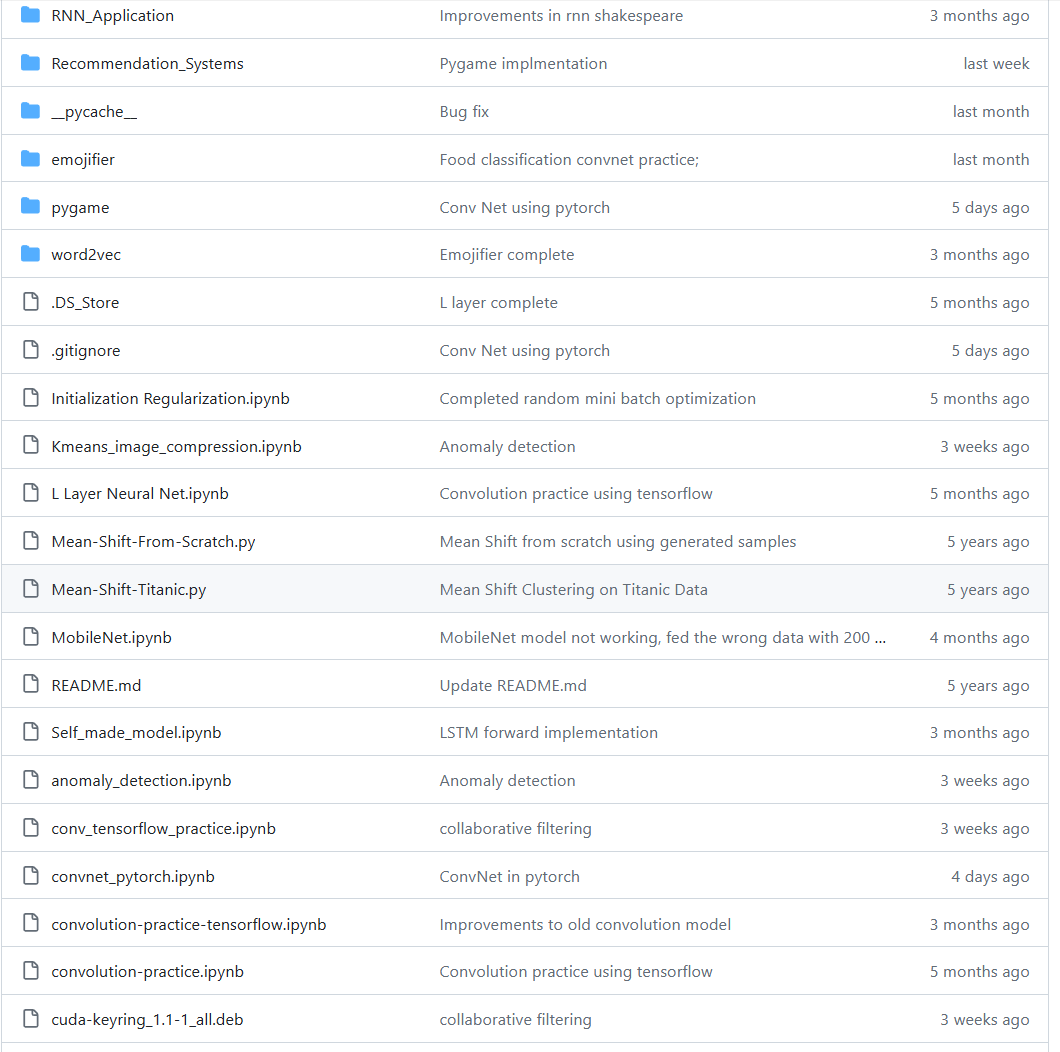 RNN_Application Improvements in rnn shakespeare 3 months ago
Recommendation_Systems Pygame implmentation last week
__pycache__ Bug fix last month
emojifier Food classification convnet practice; last month
pygame Conv Net using pytorch 5 days ago
word2vec Emojifier complete 3 months ago
.DS_Store L layer complete 5 months ago
.gitignore Conv Net using pytorch 5 days ago
Initialization Regularization.ipynb Completed random mini batch optimization 5 months ago
Kmeans_image_compression.ipynb Anomaly detection 3 weeks ago
L Layer Neural Net.ipynb Convolution practice using tensorflow 5 months ago
Mean-Shift-From-Scratch.py Mean Shift from scratch using generated samples 5 years ago
Mean-Shift-Titanic.py Mean Shift Clustering on Titanic Data 5 years ago
MobileNet.ipynb MobileNet model not working, fed the wrong data with 200 ... 4 months ago
README.md Update README.md 5 years ago
Self_made_model.ipynb LSTM forward implementation 3 months ago
anomaly_detection.ipynb Anomaly detection 3 weeks ago
conv_tensorflow_practice.ipynb collaborative filtering 3 weeks ago
convnet_pytorch.ipynb ConvNet in pytorch 4 days ago
convolution-practice-tensorflow.ipynb Improvements to old convolution model 3 months ago
convolution-practice.ipynb Convolution practice using tensorflow 5 months ago
cuda-keyring_1.1-1_all.deb collaborative filtering 3 weeks ago